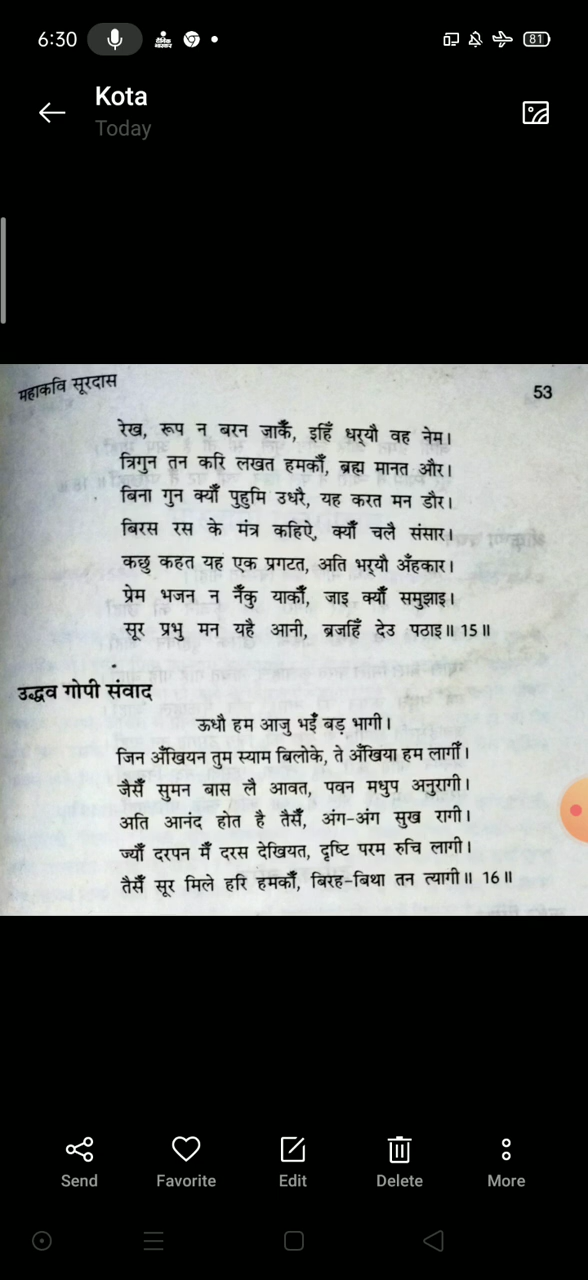 6:30
81
Kota
Today
महाकवि सूरदास
53
रेख, रूप न बरन जाकैं, इहिं धर्‌यौ वह नेम।
त्रिगुन तन करि लखत हमकौं, ब्रह्म मानत और।
बिना गुन क्यौं पुहुमि उधरै, यह करत मन डौर।
बिरस रस के मंत्र कहिऐ, क्यौं चलै संसार।
कछु कहत यह एक प्रगटत, अति भर्‌यौ अँहकार।
प्रेम भजन न नैंकु याकौं, जाइ क्यौं समुझाइ।
सूर प्रभु मन यहै आनी, ब्रजहिं देउ पठाइ॥ 15॥
उद्धव गोपी संवाद
ऊधौ हम आजु भईं बड़ भागी।
जिन अँखियन तुम स्याम बिलोके, ते अँखिया हम लागीं।
जैसैं सुमन बास लै आवत, पवन मधुप अनुरागी।
अति आनंद होत है तैसैं, अंग-अंग सुख रागी।
ज्यौं दरपन मैं दरस देखियत, दृष्टि परम रुचि लागी।
तैसैं सूर मिले हरि हमकौं, बिरह-बिथा तन त्यागी॥ 16॥
Send
Favorite
Edit
Delete
More